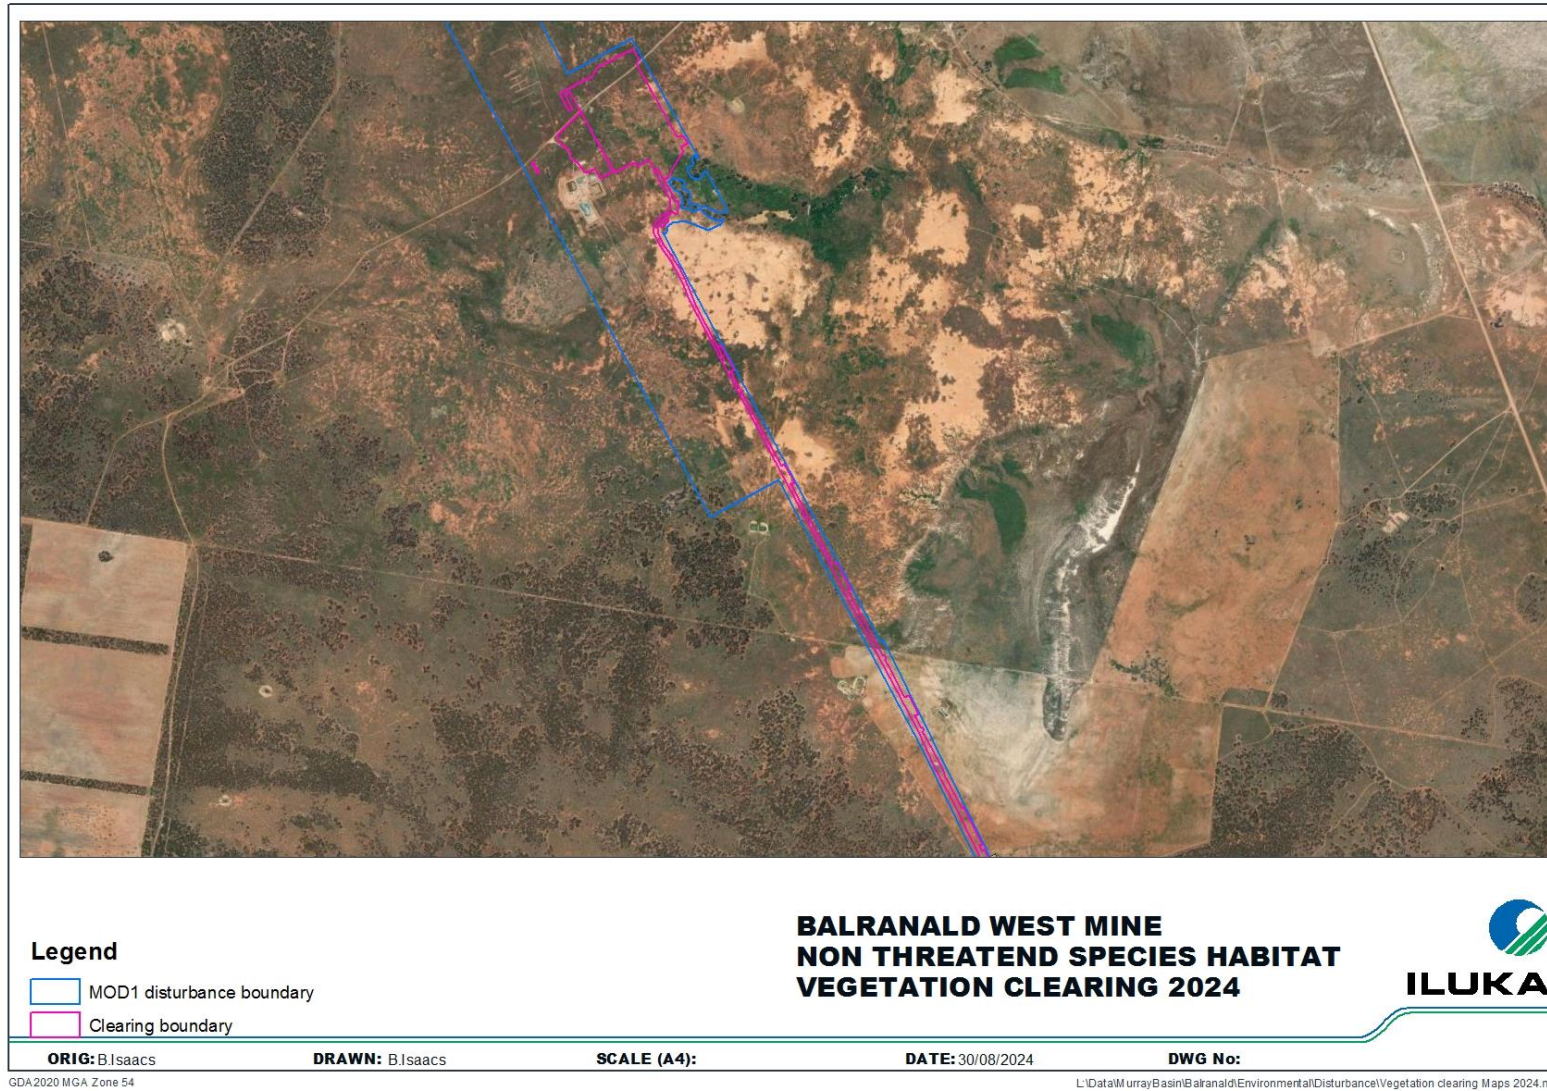 BALRANALD WEST MINE
NON THREATEND SPECIES HABITAT
VEGETATION CLEARING 2024
ILUKA
Legend
MOD1 disturbance boundary
Clearing boundary
ORIG: B.Isaacs DRAWN: B.Isaacs SCALE (A4): DATE: 30/08/2024 DWG No:
GDA2020 MGA Zone 54 L:\Data\MurrayBasin\Balranald\Environmental\Disturbance\Vegetation clearing Maps 2024.